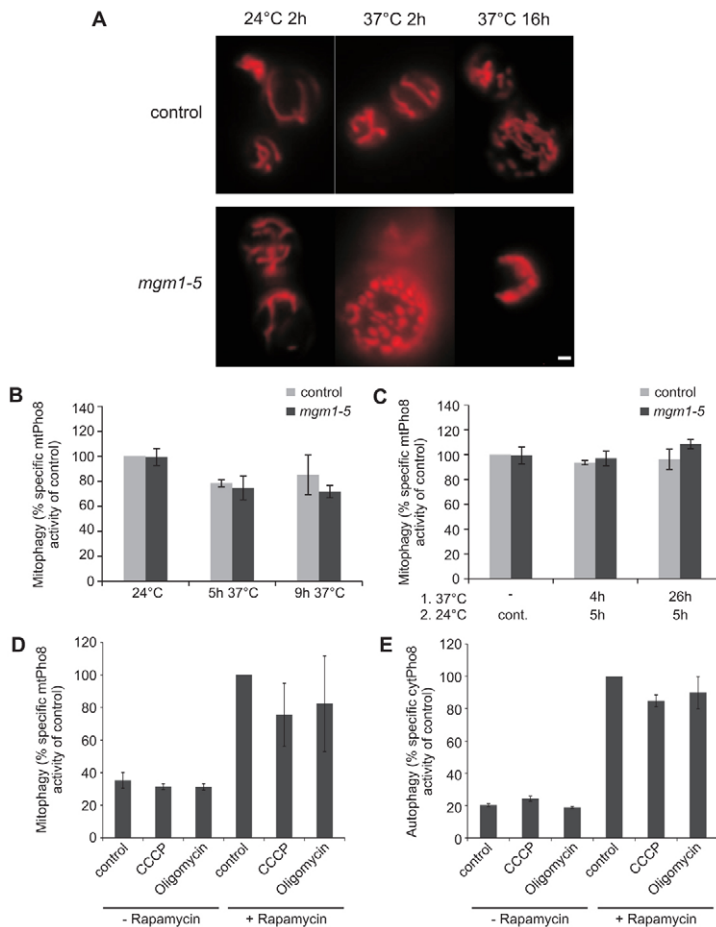 A
24°C 2h 37°C 2h 37°C 16h
control
mgm1-5
B
control
mgm1-5
Mitophagy (% specific mtPho8
activity of control)
140
120
100
80
60
40
20
0
24°C 5h 37°C 9h 37°C
C
control
mgm1-5
Mitophagy (% specific mtPho8
activity of control)
140
120
100
80
60
40
20
0
1. 37°C - 4h 26h
2. 24°C cont. 5h 5h
D
Mitophagy (% specific mtPho8
activity of control)
120
100
80
60
40
20
0
control CCCP Oligomycin control CCCP Oligomycin
- Rapamycin + Rapamycin
E
Autophagy (% specific cytPho8
activity of control)
120
100
80
60
40
20
0
control CCCP Oligomycin control CCCP Oligomycin
- Rapamycin + Rapamycin